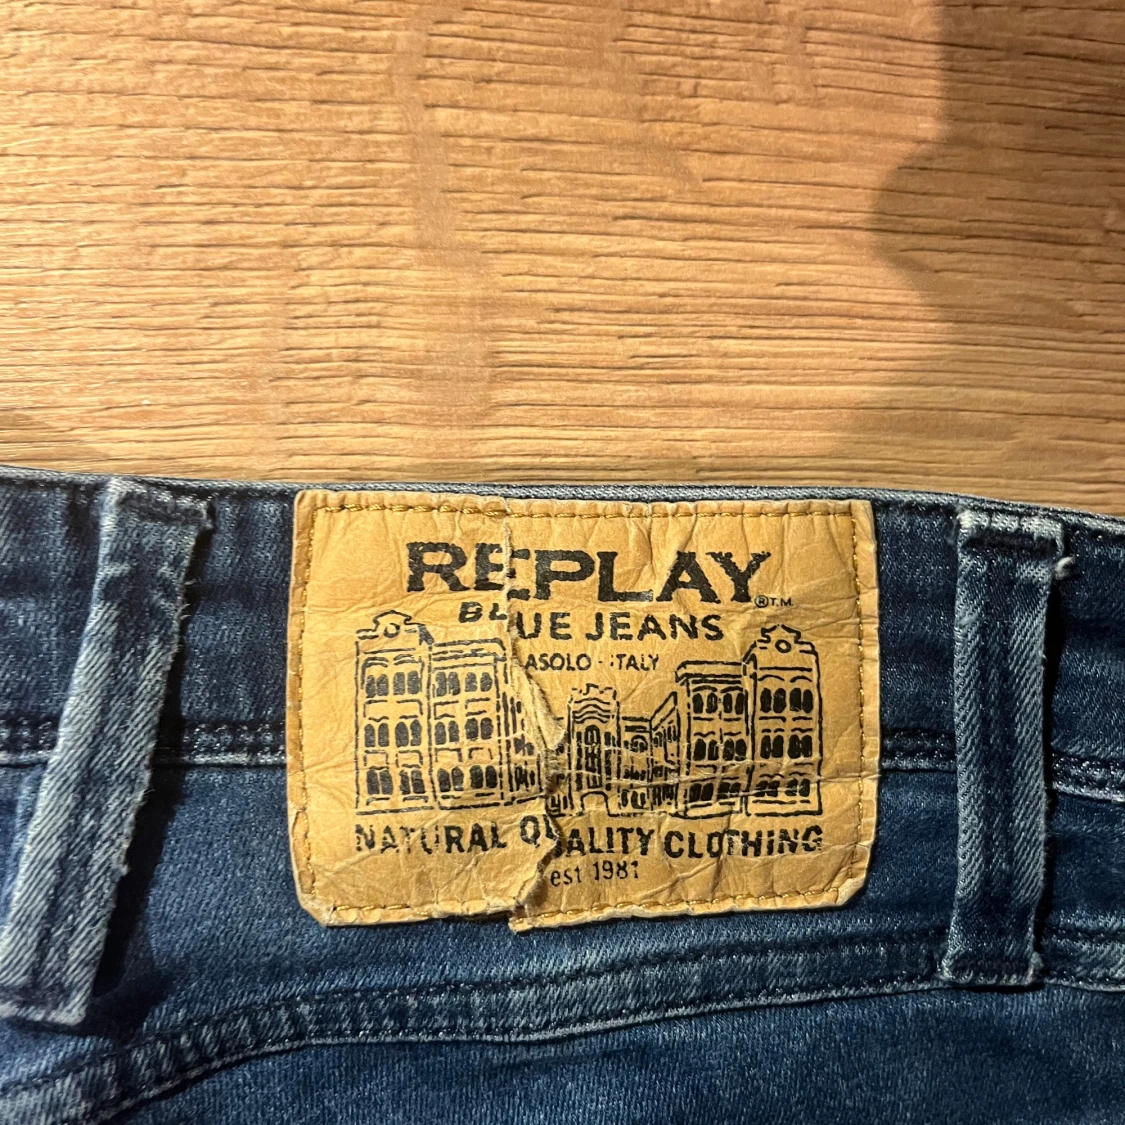 REPLAY ® T.M.
BLUE JEANS
ASOLO - ITALY
NATURAL QUALITY CLOTHING
est 1981